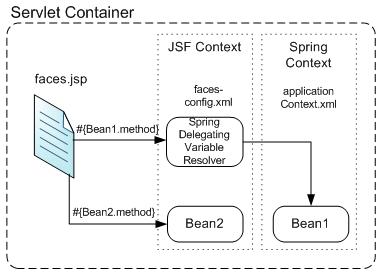 Servlet Container
JSF Context
Spring
Context
faces.jsp
faces-
config.xml
application
Context.xml
#{Bean1.method}
Spring
Delegating
Variable
Resolver
#{Bean2.method}
Bean2
Bean1